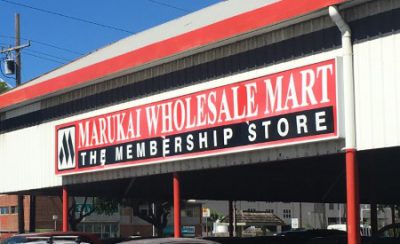 MARUKAI WHOLESALE MART
THE MEMBERSHIP STORE